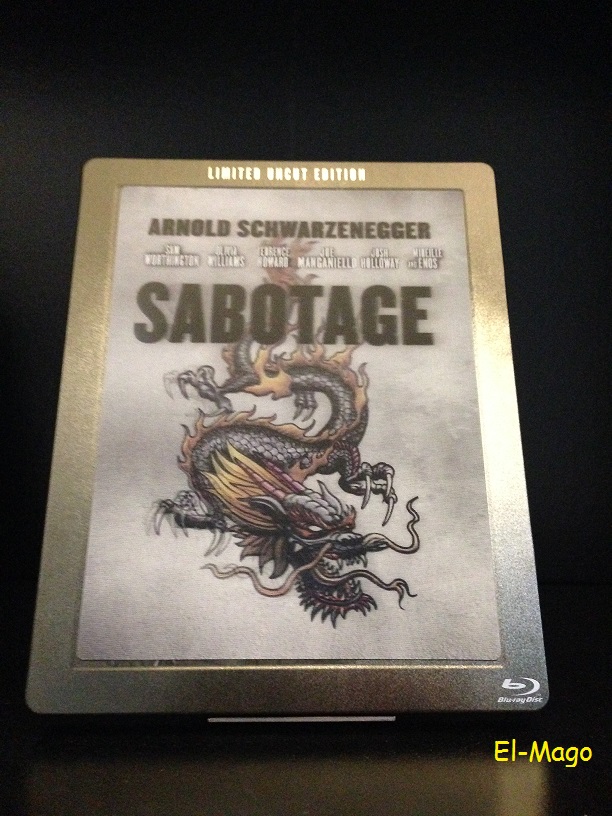 LIMITED UNCUT EDITION
ARNOLD SCHWARZENEGGER
SAM WORTHINGTON OLIVIA WILLIAMS TERRENCE HOWARD JOE MANGANIELLO JOSH HOLLOWAY AND MIREILLE ENOS
SABOTAGE
Blu-ray Disc
El-Mago